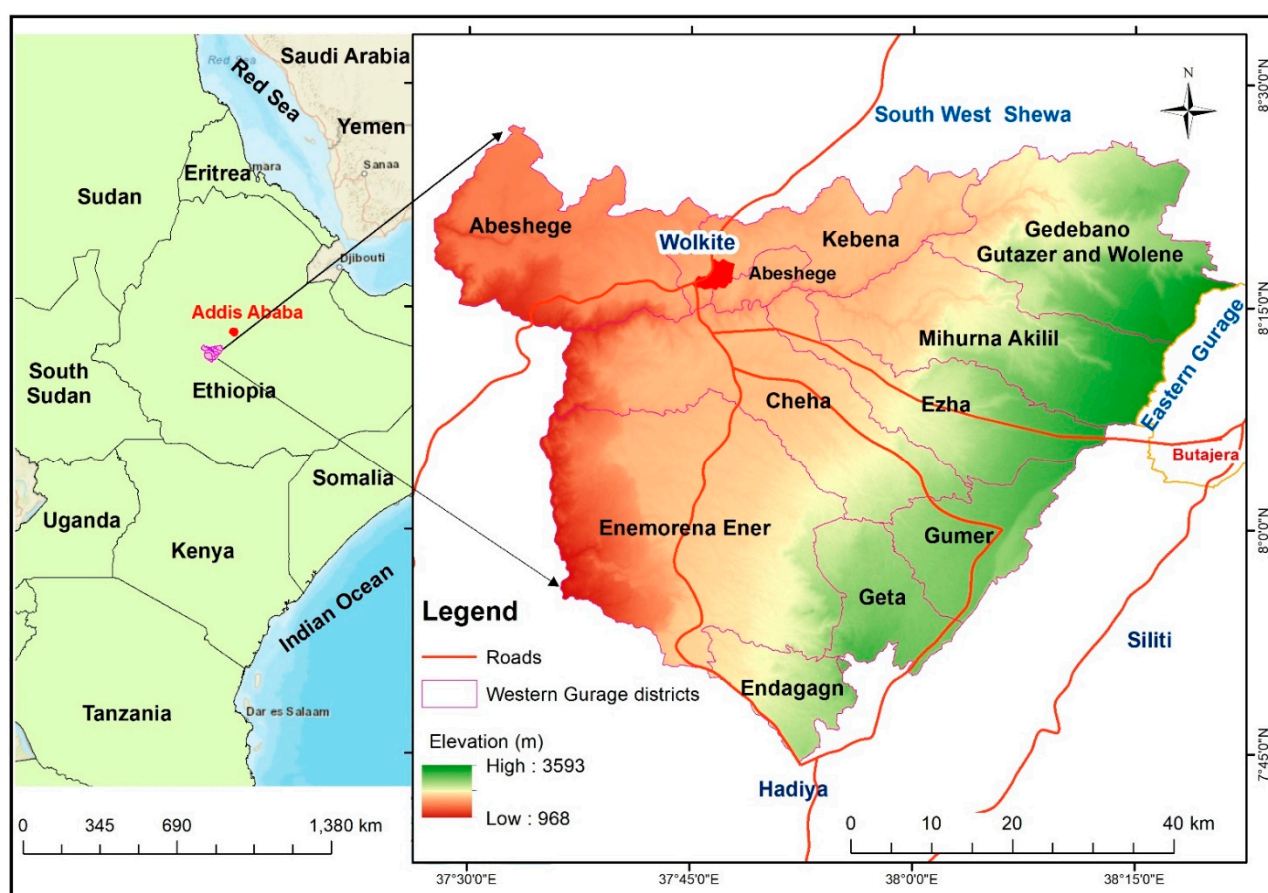 Saudi Arabia
Red Sea
Red Sea
Yemen
Sanaa
Eritrea
mara
Sudan
Djibouti
Addis Ababa
South
Sudan
Ethiopia
Somalia
Uganda
Kenya
Indian Ocean
Tanzania
Dar es Salaam
0 345 690 1,380 km
N
South West Shewa
Abeshege
Wolkite
Kebena
Abeshege
Gedebano
Gutazer and Wolene
Mihurna Aklil
Eastern Gurage
Cheha
Ezha
Butajera
Enemorena Ener
Gumer
Geta
Siliti
Endagagn
Hadiya
Legend
Roads
Western Gurage districts
Elevation (m)
High : 3593
Low : 968
0 10 20 40 km
8°30'0"N
8°15'0"N
8°0'0"N
7°45'0"N
37°30'0"E 37°45'0"E 38°0'0"E 38°15'0"E